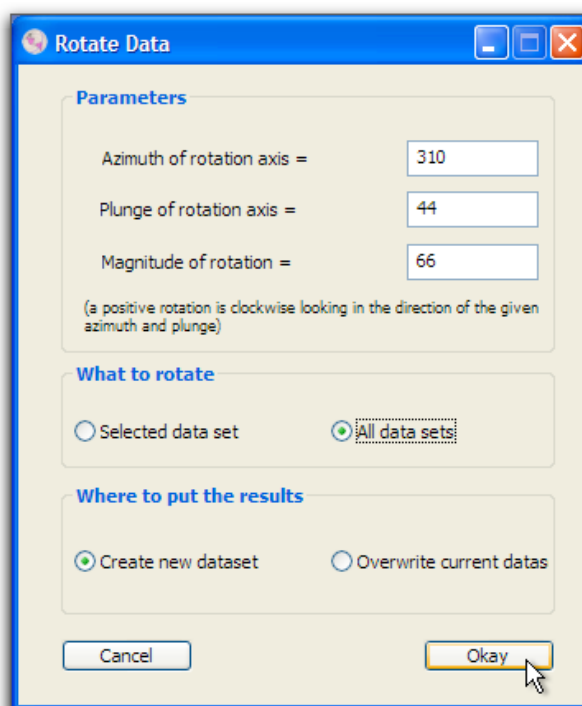 Rotate Data
Parameters
Azimuth of rotation axis = 310
Plunge of rotation axis = 44
Magnitude of rotation = 66
(a positive rotation is clockwise looking in the direction of the given
azimuth and plunge)
What to rotate
Selected data set All data sets
Where to put the results
Create new dataset Overwrite current datas
Cancel Okay